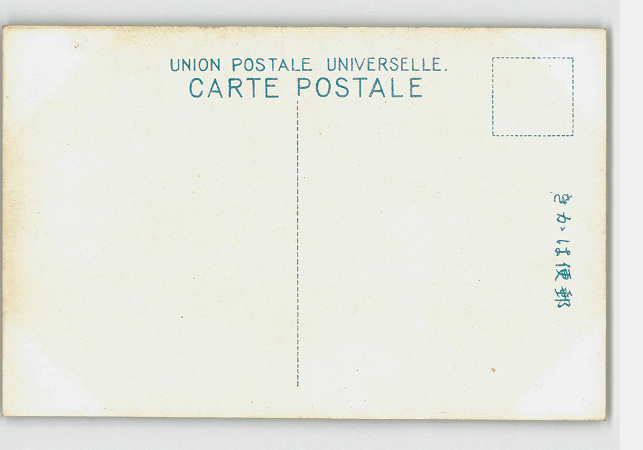 UNION POSTALE UNIVERSELLE.
CARTE POSTALE
郵便はかき